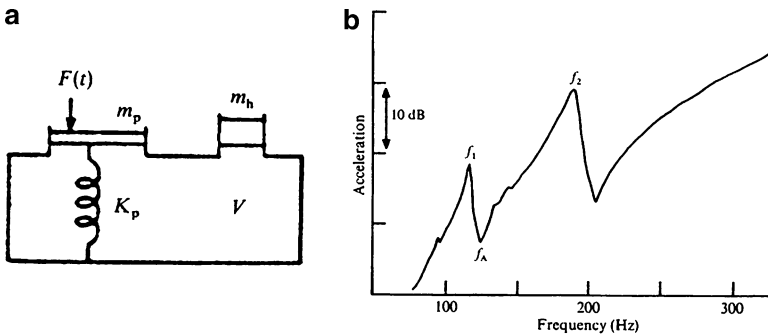 a
F(t)
m_p
m_h
K_p
V
b
f_1
f_2
f_A
10 dB
Acceleration
100
200
300
Frequency (Hz)